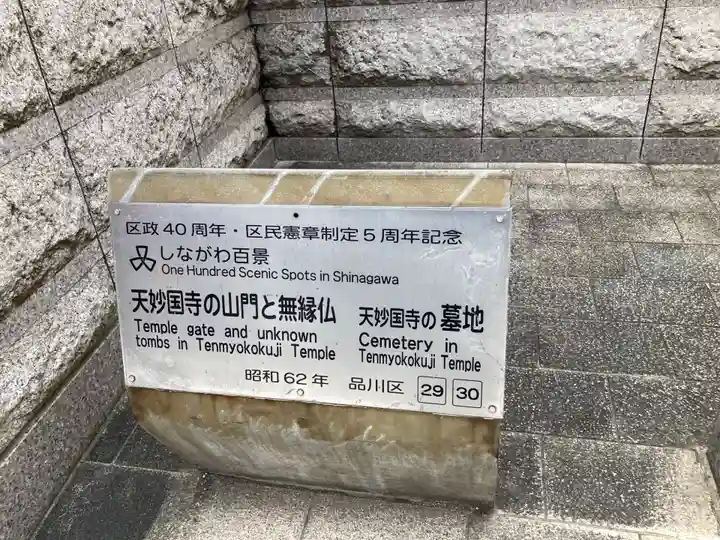 区政40周年・区民憲章制定5周年記念
しながわ百景
One Hundred Scenic Spots in Shinagawa
天妙国寺の山門と無縁仏
Temple gate and unknown
tombs in Tenmyokokuji Temple
天妙国寺の墓地
Cemetery in
Tenmyokokuji Temple
昭和62年 品川区 29 30